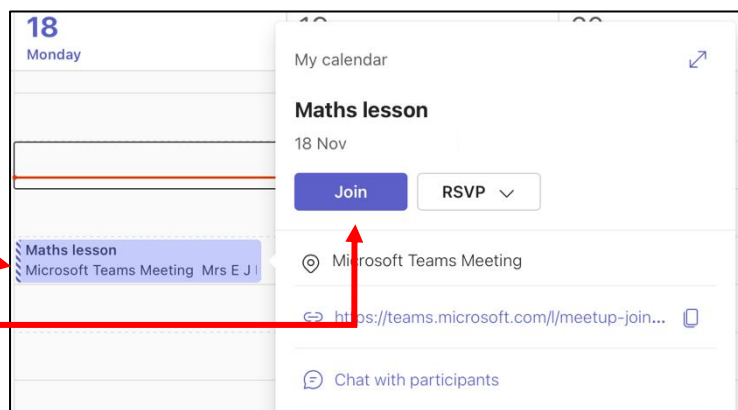 18
Monday
My calendar
Maths lesson
18 Nov
Join
RSVP
Maths lesson
Microsoft Teams Meeting Mrs E J
Microsoft Teams Meeting
https://teams.microsoft.com/l/meetup-join...
Chat with participants